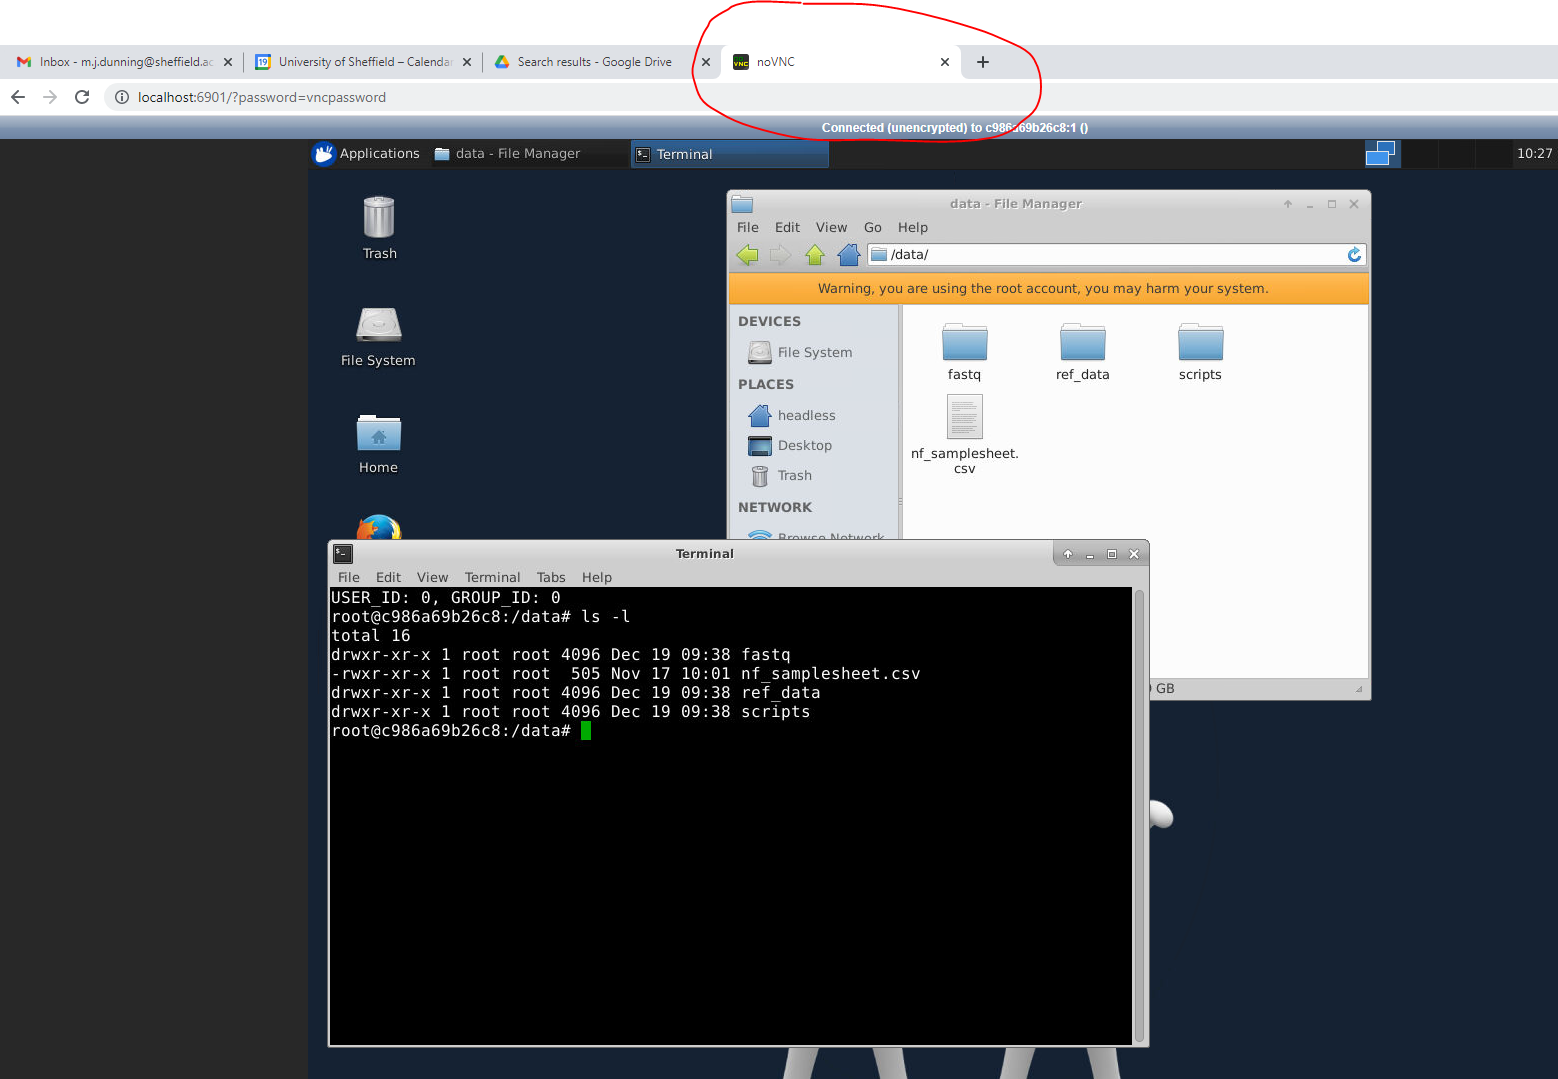 Inbox - m.j.dunning@sheffield.ac
19
University of Sheffield – Calendar
Search results - Google Drive
VNC
noVNC
localhost:6901/?password=vncpassword
Connected (unencrypted) to c986a69b26c8:1 ()
Applications
data - File Manager
Terminal
10:27
Trash
File System
Home
data - File Manager
File Edit View Go Help
/data/
Warning, you are using the root account, you may harm your system.
DEVICES
File System
PLACES
headless
Desktop
Trash
NETWORK
Browse Network
fastq
ref_data
scripts
nf_samplesheet.
csv
GB
Terminal
File Edit View Terminal Tabs Help
USER_ID: 0, GROUP_ID: 0
root@c986a69b26c8:/data# ls -l
total 16
drwxr-xr-x 1 root root 4096 Dec 19 09:38 fastq
-rwxr-xr-x 1 root root  505 Nov 17 10:01 nf_samplesheet.csv
drwxr-xr-x 1 root root 4096 Dec 19 09:38 ref_data
drwxr-xr-x 1 root root 4096 Dec 19 09:38 scripts
root@c986a69b26c8:/data#